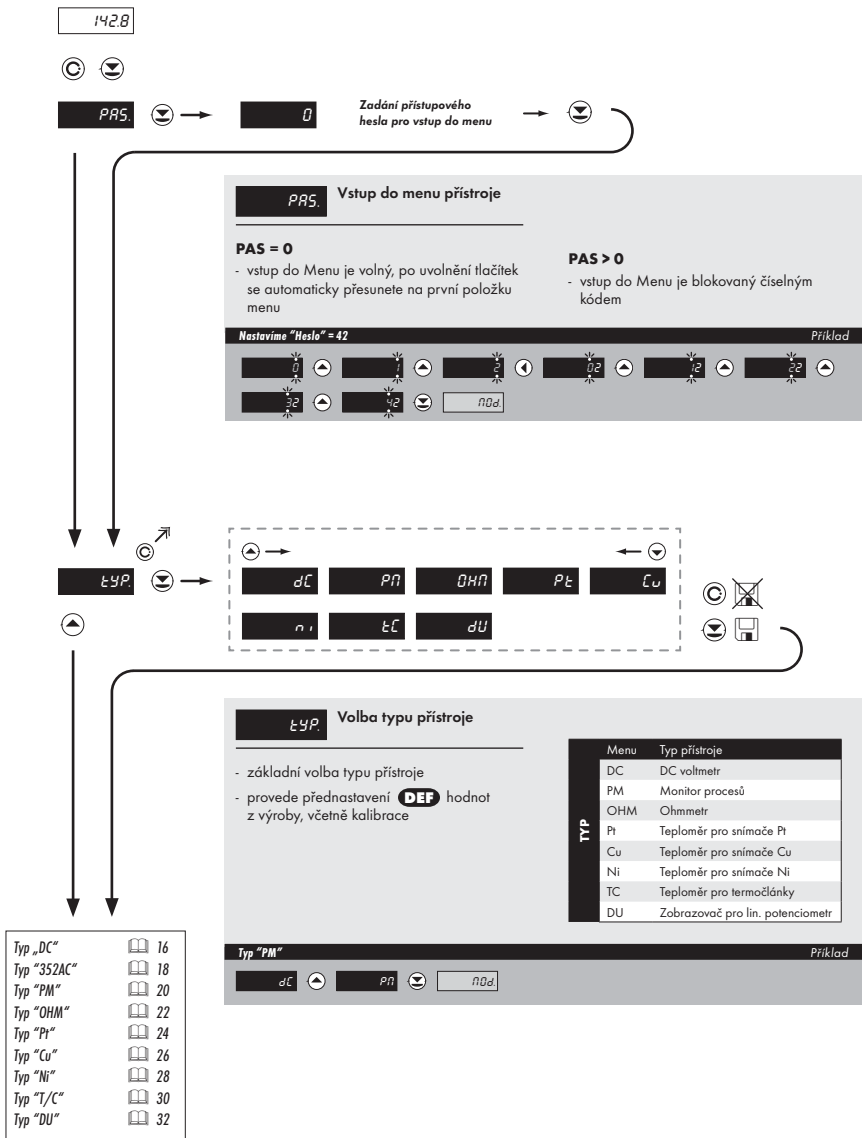 142.8
PAS.
0
Zadání přístupového
hesla pro vstup do menu
PAS.
Vstup do menu přístroje
PAS = 0
- vstup do Menu je volný, po uvolnění tlačítek
se automaticky přesunete na první položku
menu
PAS > 0
- vstup do Menu je blokovaný číselným
kódem
Nastavíme "Heslo" = 42
Příklad
0 1 2 02 12 22
32 42 MOd.
tYP.
dC PM OHM Pt Cu
ni tC dU
tYP.
Volba typu přístroje
- základní volba typu přístroje
- provede přednastavení DEF hodnot
z výroby, včetně kalibrace
TYP
Menu Typ přístroje
DC DC voltmetr
PM Monitor procesů
OHM Ohmmetr
Pt Teploměr pro snímače Pt
Cu Teploměr pro snímače Cu
Ni Teploměr pro snímače Ni
TC Teploměr pro termočlánky
DU Zobrazovač pro lin. potenciometr
Typ "PM"
Příklad
dC PM MOd.
Typ „DC“ 16
Typ "352AC" 18
Typ "PM" 20
Typ "OHM" 22
Typ "Pt" 24
Typ "Cu" 26
Typ "Ni" 28
Typ "T/C" 30
Typ "DU" 32